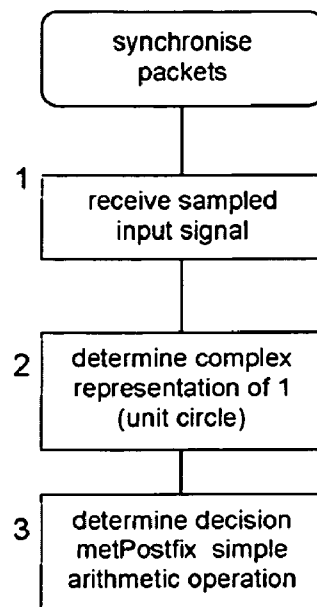 synchronise
packets
1
receive sampled
input signal
2
determine complex
representation of 1
(unit circle)
3
determine decision
metPostfix simple
arithmetic operation